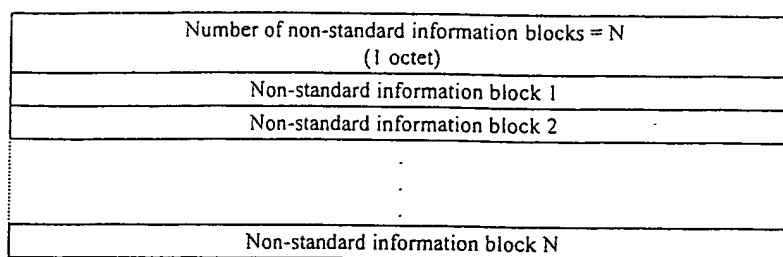 Number of non-standard information blocks = N
(1 octet)
Non-standard information block 1
Non-standard information block 2
.
.
.
Non-standard information block N